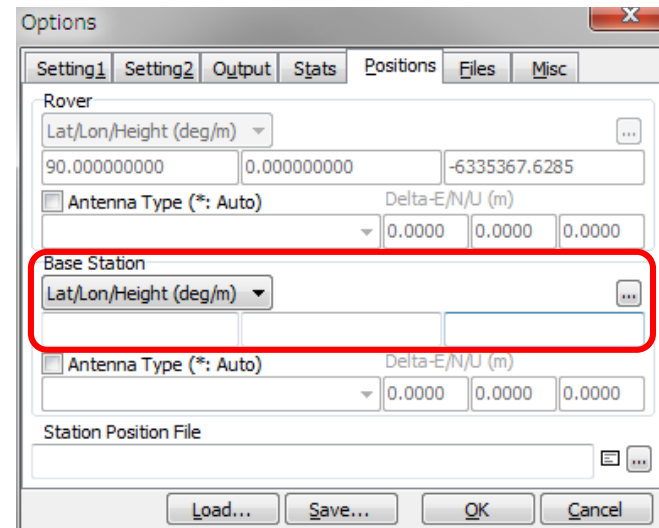 Options
Setting1 Setting2 Output Stats Positions Files Misc
Rover
Lat/Lon/Height (deg/m)
...
90.000000000 0.000000000 -6335367.6285
Antenna Type (*: Auto) Delta-E/N/U (m)
0.0000 0.0000 0.0000
Base Station
Lat/Lon/Height (deg/m)
...
Antenna Type (*: Auto) Delta-E/N/U (m)
0.0000 0.0000 0.0000
Station Position File
...
Load... Save... OK Cancel